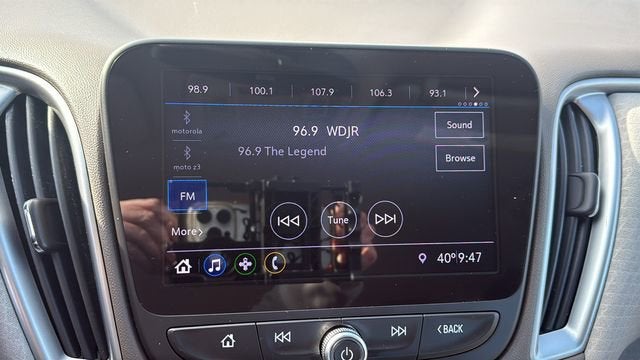 98.9 100.1 107.9 106.3 93.1
motorola
96.9 WDJR
Sound
moto z3
96.9 The Legend
Browse
FM
More
Tune
40° 9:47
BACK